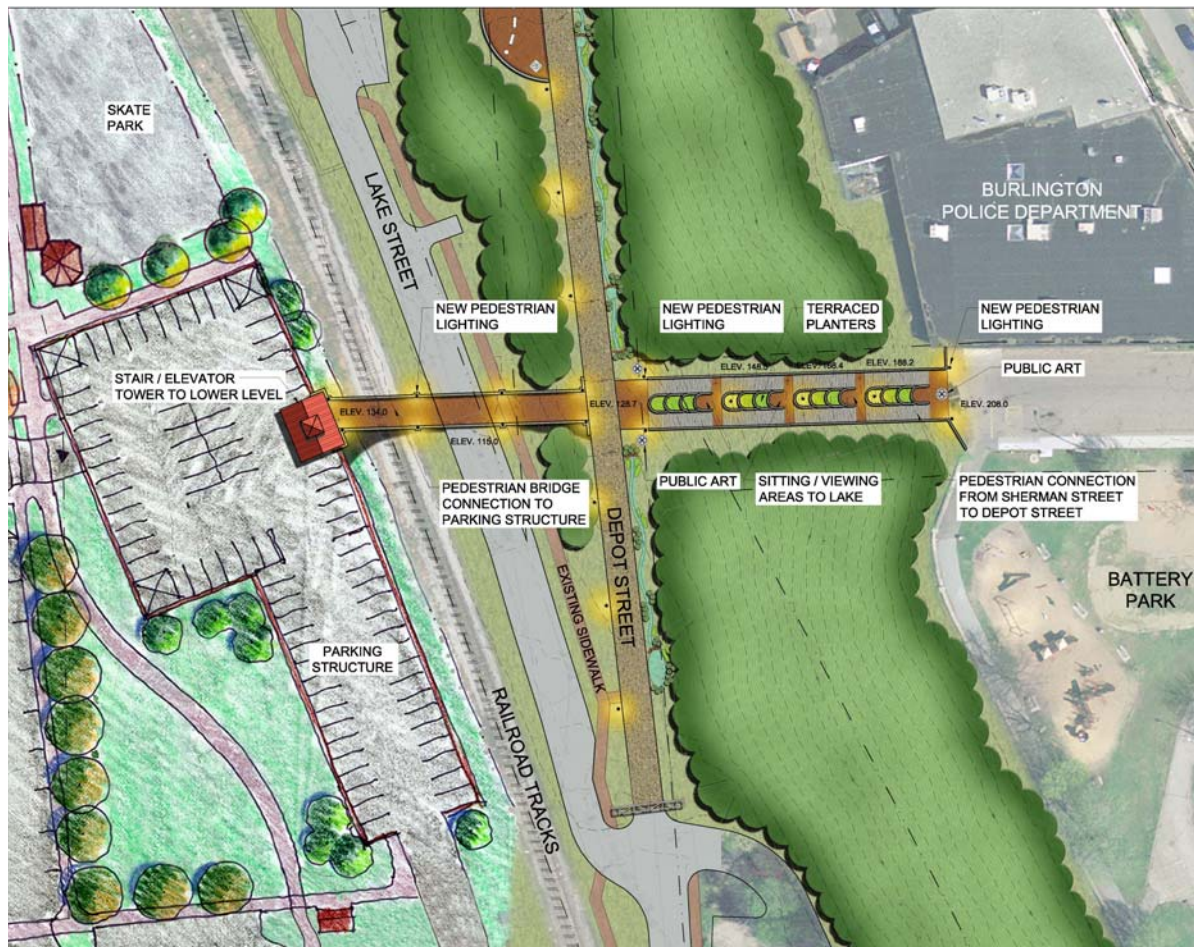 SKATE
PARK
LAKE STREET
BURLINGTON
POLICE DEPARTMENT
NEW PEDESTRIAN
LIGHTING
NEW PEDESTRIAN
LIGHTING
TERRACED
PLANTERS
NEW PEDESTRIAN
LIGHTING
STAIR / ELEVATOR
TOWER TO LOWER LEVEL
PUBLIC ART
ELEV. 188.2
ELEV. 134.0
ELEV. 128.7
ELEV. 208.0
ELEV. 115.0
PEDESTRIAN BRIDGE
CONNECTION TO
PARKING STRUCTURE
PUBLIC ART
SITTING / VIEWING
AREAS TO LAKE
PEDESTRIAN CONNECTION
FROM SHERMAN STREET
TO DEPOT STREET
DEPOT STREET
EXISTING SIDEWALK
BATTERY
PARK
PARKING
STRUCTURE
RAILROAD TRACKS